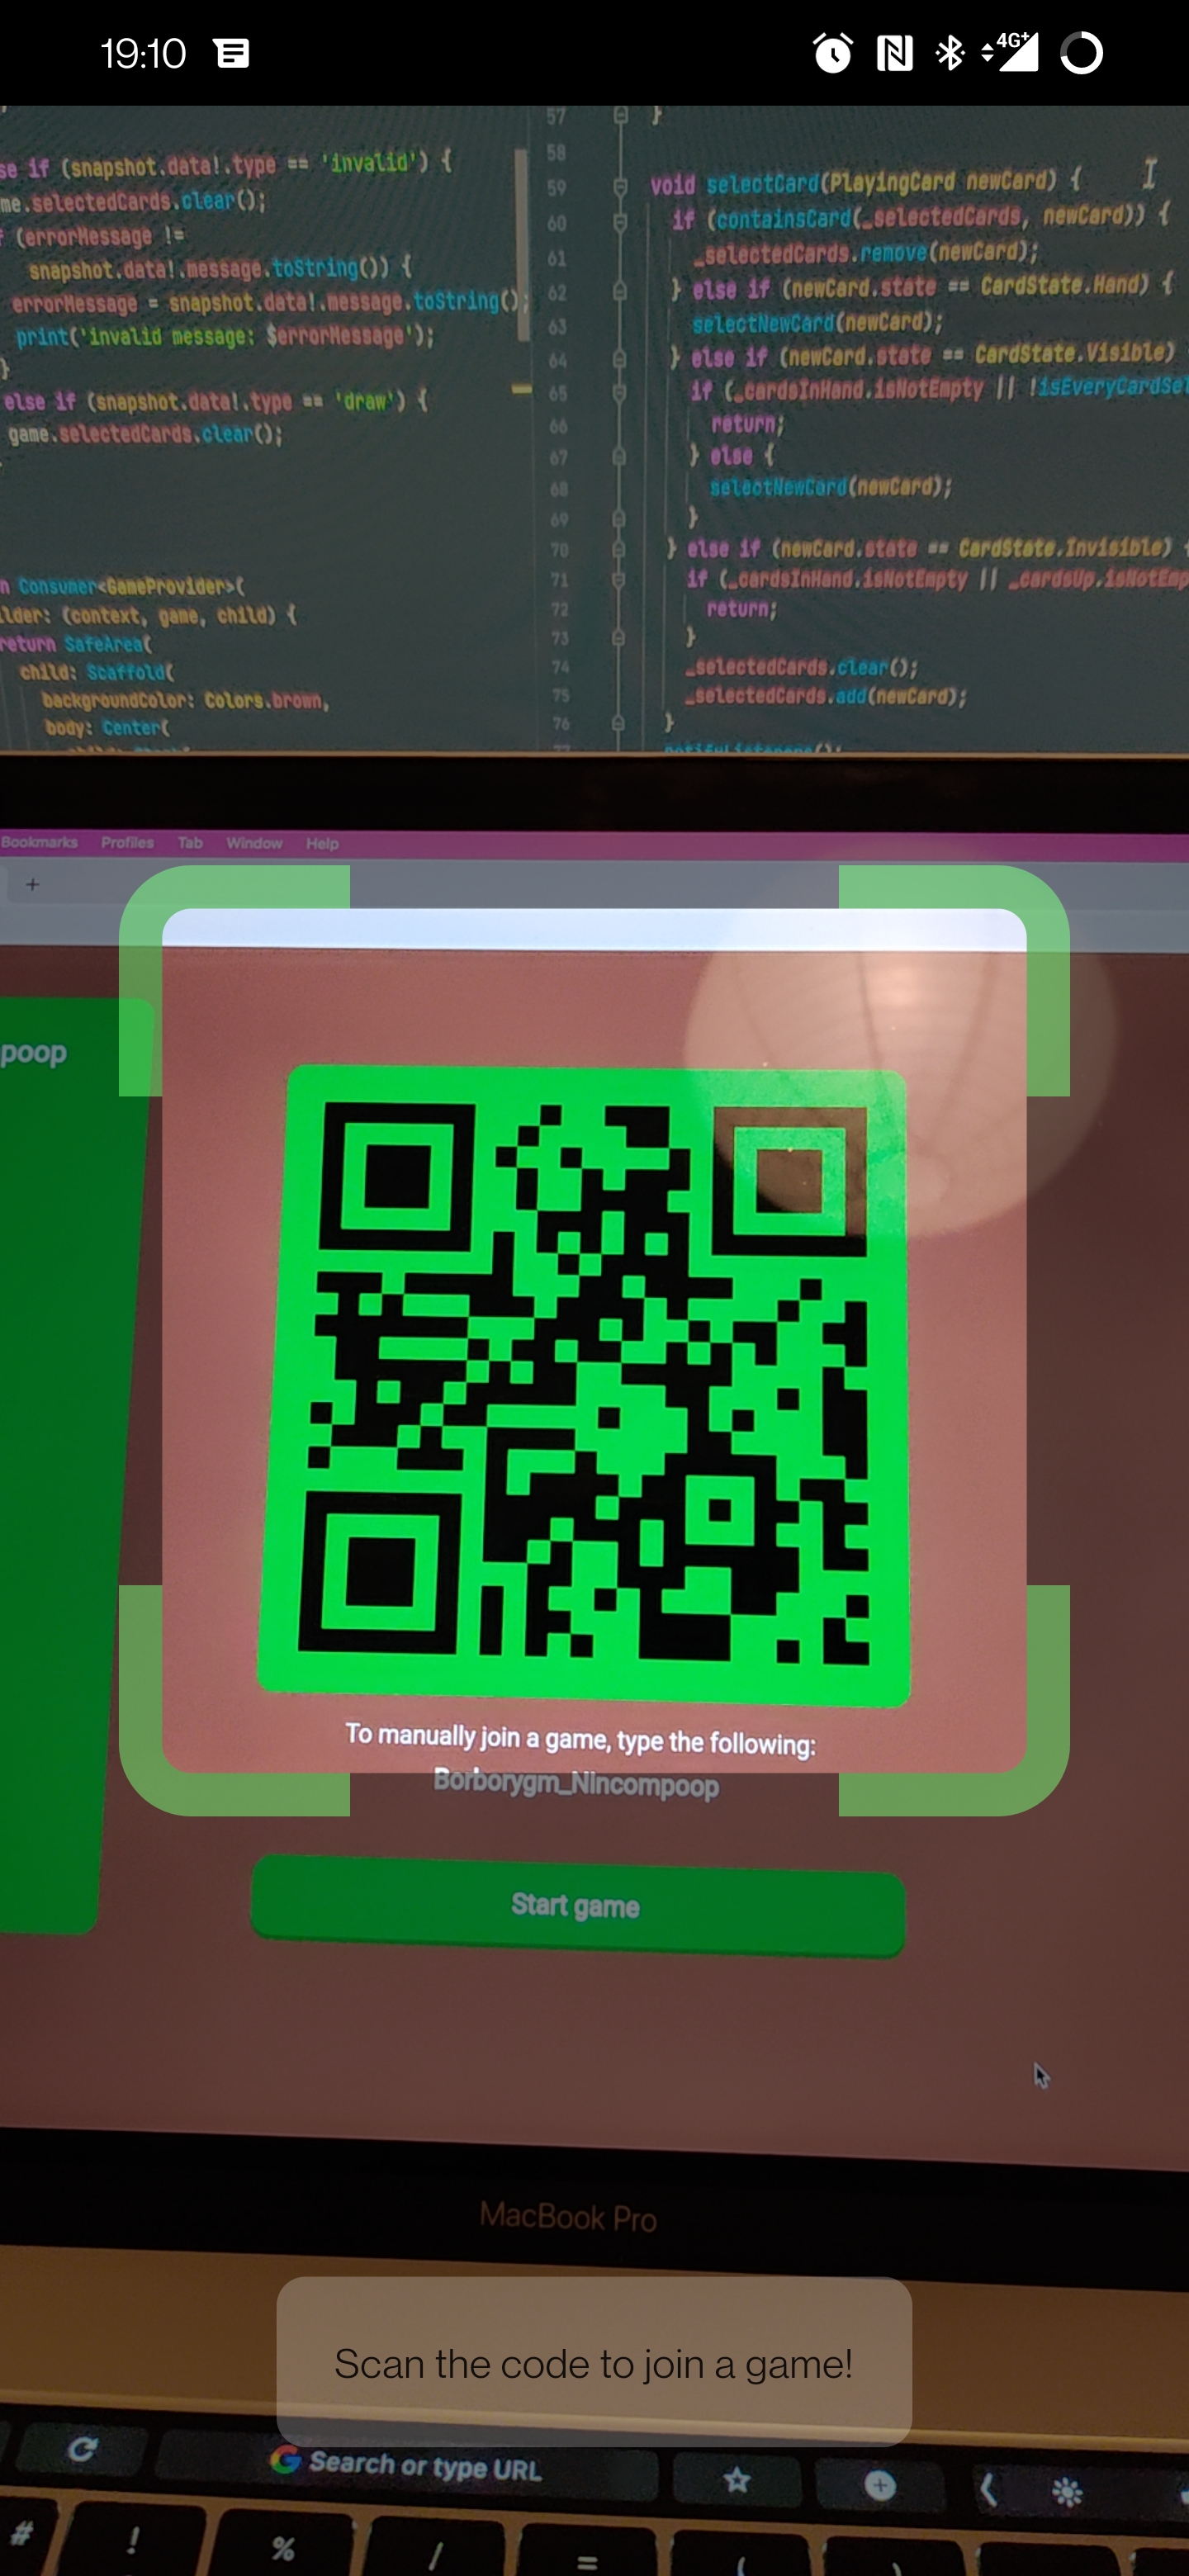 19:10
4G+
se if (snapshot.data!.type == 'invalid') {
me.selectedCards.clear();
f (errorMessage !=
snapshot.data!.message.toString()) {
errorMessage = snapshot.data!.message.toString();
print('invalid message: $errorMessage');
}
else if (snapshot.data!.type == 'draw') {
game.selectedCards.clear();
n Consumer<GameProvider>(
ilder: (context, game, child) {
return SafeArea(
child: Scaffold(
backgroundColor: Colors.brown,
body: Center(
57 }
58
59 void selectCard(PlayingCard newCard) {
60 if (containsCard(_selectedCards, newCard)) {
61 _selectedCards.remove(newCard);
62 } else if (newCard.state == CardState.Hand) {
63 selectNewCard(newCard);
64 } else if (newCard.state == CardState.Visible)
65 if (_cardsInHand.isNotEmpty || !isEveryCardSel
66 return;
67 } else {
68 selectNewCard(newCard);
69 }
70 } else if (newCard.state == CardState.Invisible) {
71 if (_cardsInHand.isNotEmpty || _cardsUp.isNotEmp
72 return;
73 }
74 _selectedCards.clear();
75 _selectedCards.add(newCard);
76 }
notifyListeners();
Bookmarks Profiles Tab Window Help
+
poop
To manually join a game, type the following:
Borborygm_Nincompoop
Start game
MacBook Pro
Scan the code to join a game!
G Search or type URL
# ! % / = ( )